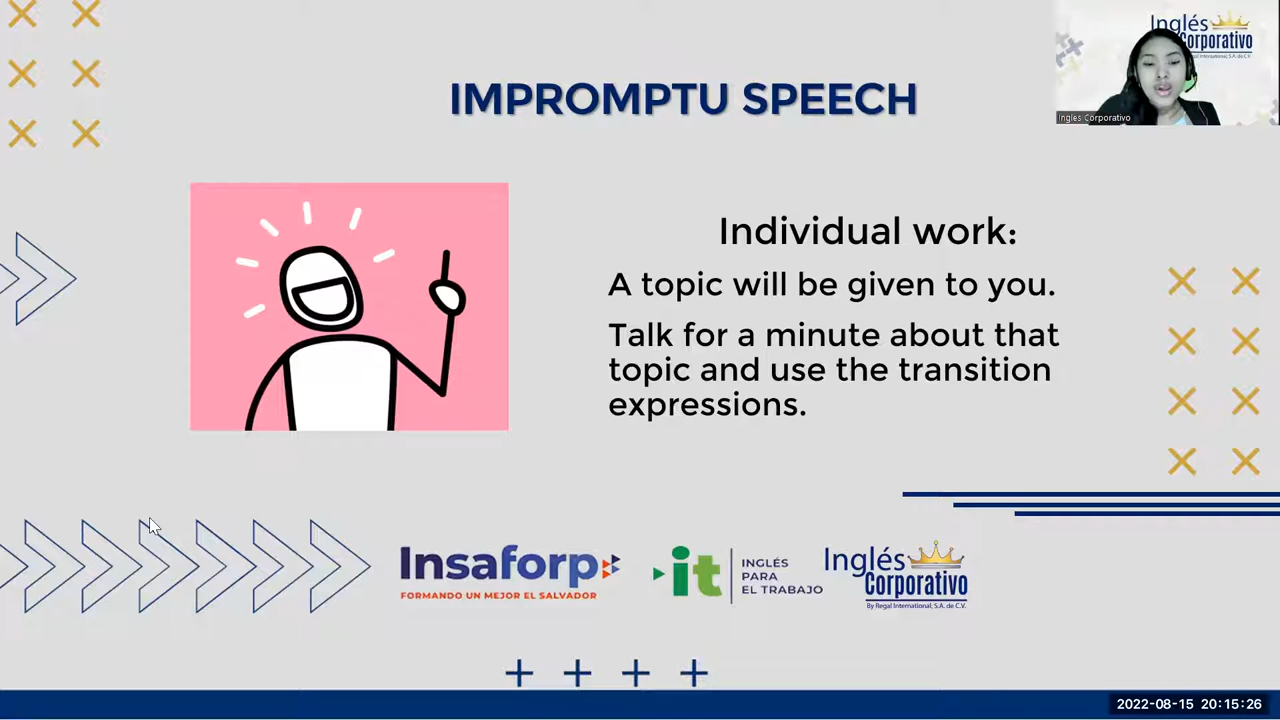 Inglés
Corporativo
Ingles Corporativo
IMPROMPTU SPEECH
Individual work:
A topic will be given to you.
Talk for a minute about that
topic and use the transition
expressions.
Insaforp
FORMANDO UN MEJOR EL SALVADOR
it
INGLÉS
PARA
EL TRABAJO
Inglés
Corporativo
By Regal International, S.A. de C.V.
2022-08-15 20:15:26